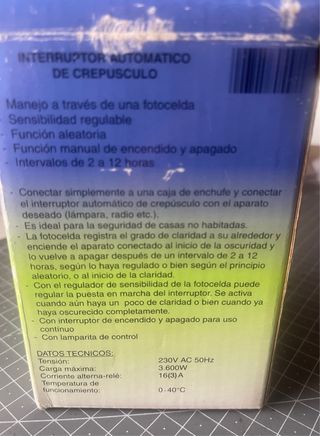 INTERRUPTOR AUTOMATICO
DE CREPUSCULO
Manejo a través de una fotocelda
- Sensibilidad regulable
- Función aleatoria
- Función manual de encendido y apagado
- Intervalos de 2 a 12 horas
- Conectar simplemente a una caja de enchufe y conectar
el interruptor automático de crepúsculo con el aparato
deseado (lámpara, radio etc.).
- Es ideal para la seguridad de casas no habitadas.
- La fotocelda registra el grado de claridad a su alrededor y
enciende el aparato conectado al inicio de la oscuridad y
lo vuelve a apagar después de un intervalo de 2 a 12
horas, según lo haya regulado o bien según el principio
aleatorio, o al inicio de la claridad.
- Con el regulador de sensibilidad de la fotocelda puede
regular la puesta en marcha del interruptor. Se activa
cuando aún haya un poco de claridad o bien cuando ya
haya oscurecido completamente.
- Con interruptor de encendido y apagado para uso
continuo
- Con lamparita de control
DATOS TECNICOS:
Tensión: 230V AC 50Hz
Carga máxima: 3.600W
Corriente alterna-relé: 16(3)A
Temperatura de
funcionamiento: 0-40°C